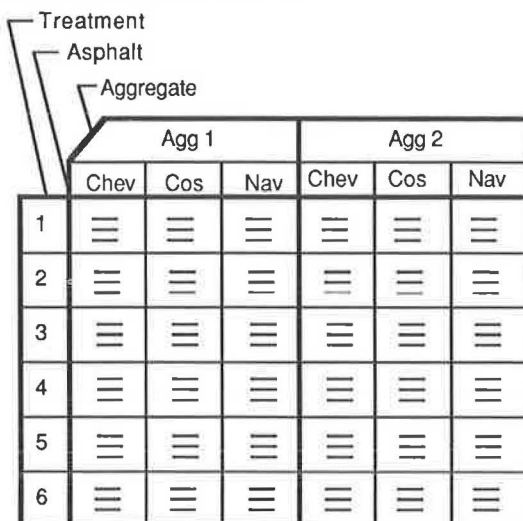 Treatment
Asphalt
Aggregate
Agg 1 Agg 2
Chev Cos Nav Chev Cos Nav
1
2
3
4
5
6